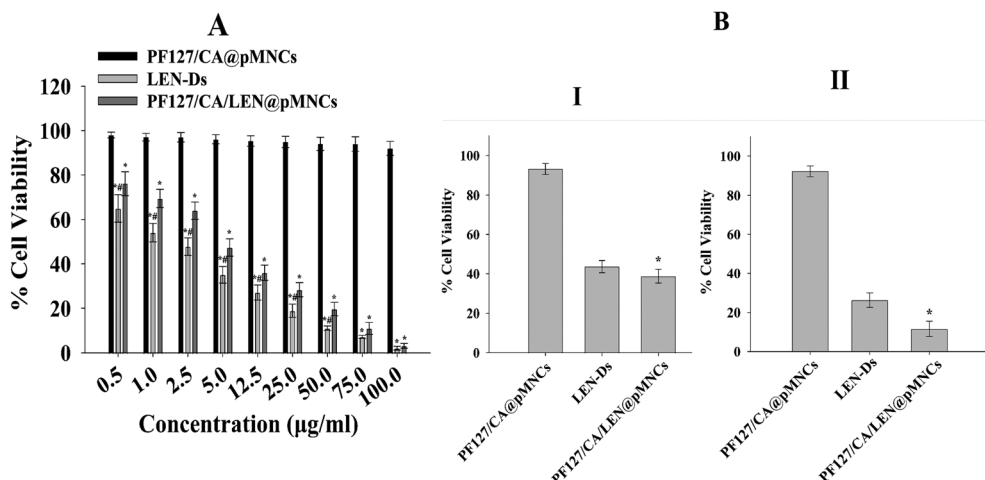 A
PF127/CA@pMNCs
LEN-Ds
PF127/CA/LEN@pMNCs
120
100
80
60
40
20
0
% Cell Viability
*#
*
*#
*
*#
*
*#
*
*#
*
*#
*
*#
*
*
*
*
*
0.5
1.0
2.5
5.0
12.5
25.0
50.0
75.0
100.0
Concentration (µg/ml)
B
I
100
80
60
40
20
0
% Cell Viability
*
PF127/CA@pMNCs
LEN-Ds
PF127/CA/LEN@pMNCs
II
100
80
60
40
20
0
% Cell Viability
*
PF127/CA@pMNCs
LEN-Ds
PF127/CA/LEN@pMNCs